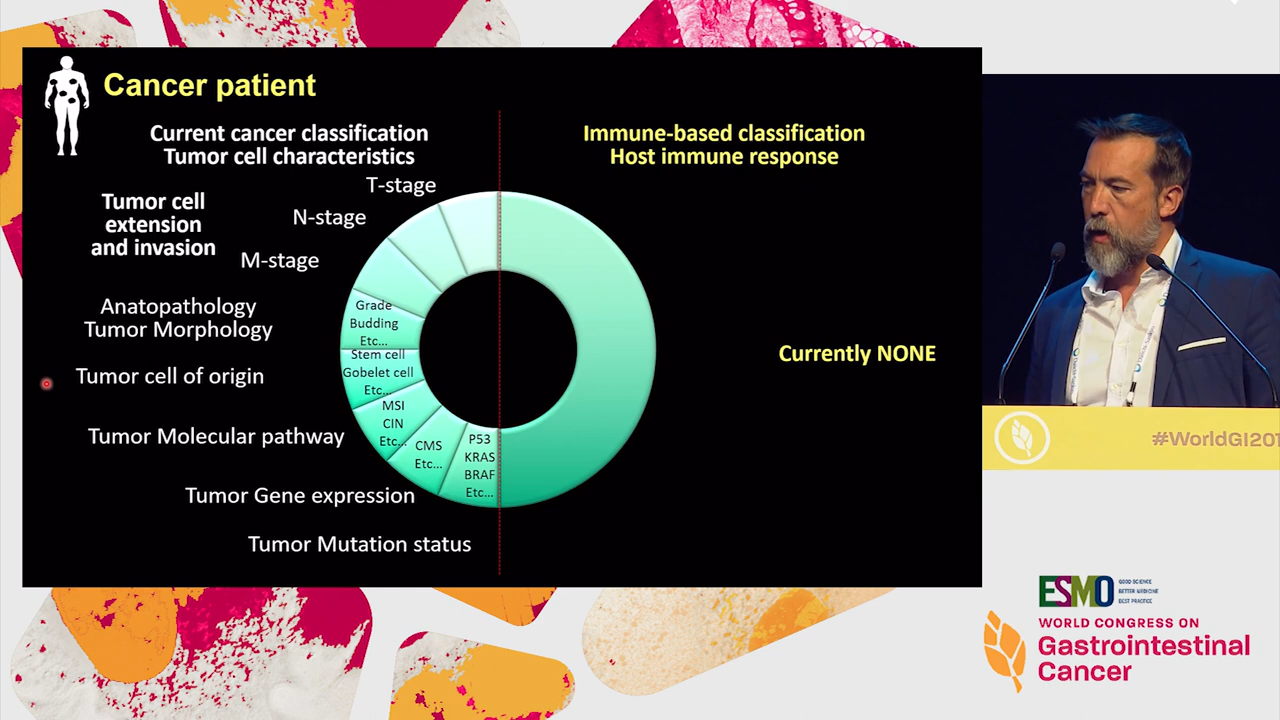 Cancer patient
Current cancer classification
Tumor cell characteristics
Immune-based classification
Host immune response
T-stage
N-stage
M-stage
Tumor cell
extension
and invasion
Anatopathology
Tumor Morphology
Tumor cell of origin
Tumor Molecular pathway
Tumor Gene expression
Tumor Mutation status
Grade
Budding
Etc...
Stem cell
Gobelet cell
Etc...
MSI
CIN
Etc...
CMS
Etc...
P53
KRAS
BRAF
Etc...
Currently NONE
#WorldGI201
ESMO
GOOD SCIENCE
BETTER MEDICINE
BEST PRACTICE
WORLD CONGRESS ON
Gastrointestinal
Cancer